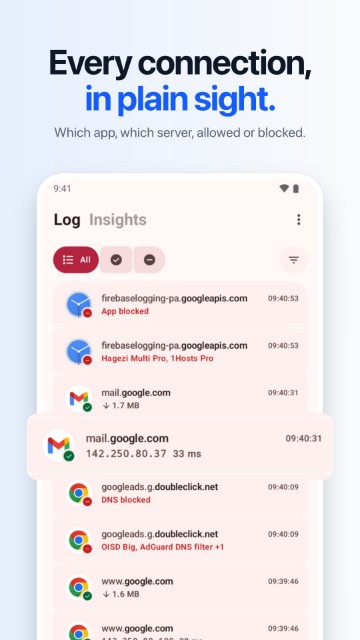 Every connection,
in plain sight.
Which app, which server, allowed or blocked.
9:41
Log Insights
All
firebaselogging-pa.googleapis.com 09:40:53
App blocked
firebaselogging-pa.googleapis.com 09:40:53
Hagezi Multi Pro, 1Hosts Pro
mail.google.com 09:40:31
↓ 1.7 MB
mail.google.com 09:40:31
142.250.80.37 33 ms
googleads.g.doubleclick.net 09:40:09
DNS blocked
googleads.g.doubleclick.net 09:40:09
OISD Big, AdGuard DNS filter +1
www.google.com 09:39:46
↓ 1.6 MB
www.google.com 09:39:46